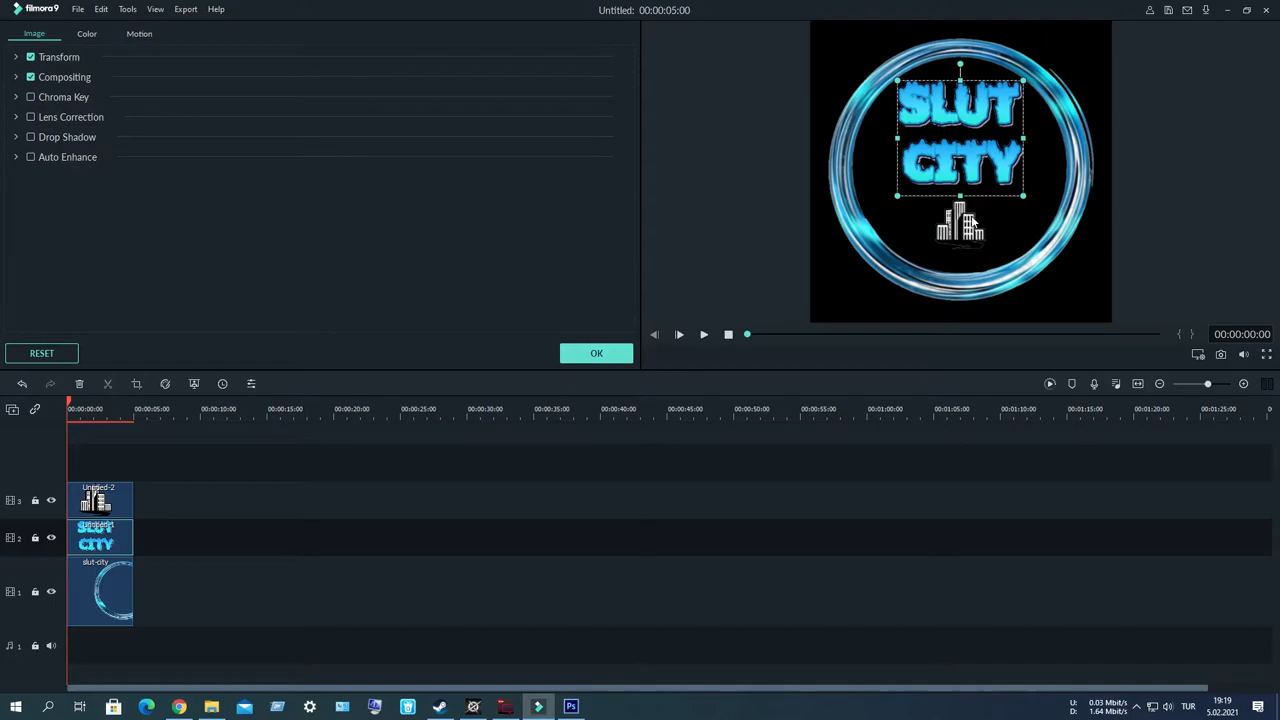 filmora9
File
Edit
Tools
View
Export
Help
Untitled: 00:00:05:00
Image
Color
Motion
Transform
Compositing
Chroma Key
Lens Correction
Drop Shadow
Auto Enhance
RESET
OK
SLUT
CITY
00:00:00:00
00:00:00:00
00:00:05:00
00:00:10:00
00:00:15:00
00:00:20:00
00:00:25:00
00:00:30:00
00:00:35:00
00:00:40:00
00:00:45:00
00:00:50:00
00:00:55:00
00:01:00:00
00:01:05:00
00:01:10:00
00:01:15:00
00:01:20:00
00:01:25:00
0
3
Untitled-2
2
SLUT
CITY
1
slut-city
1
Ps
U: 0.03 Mbit/s
D: 1.64 Mbit/s
TUR
19:19
5.02.2021